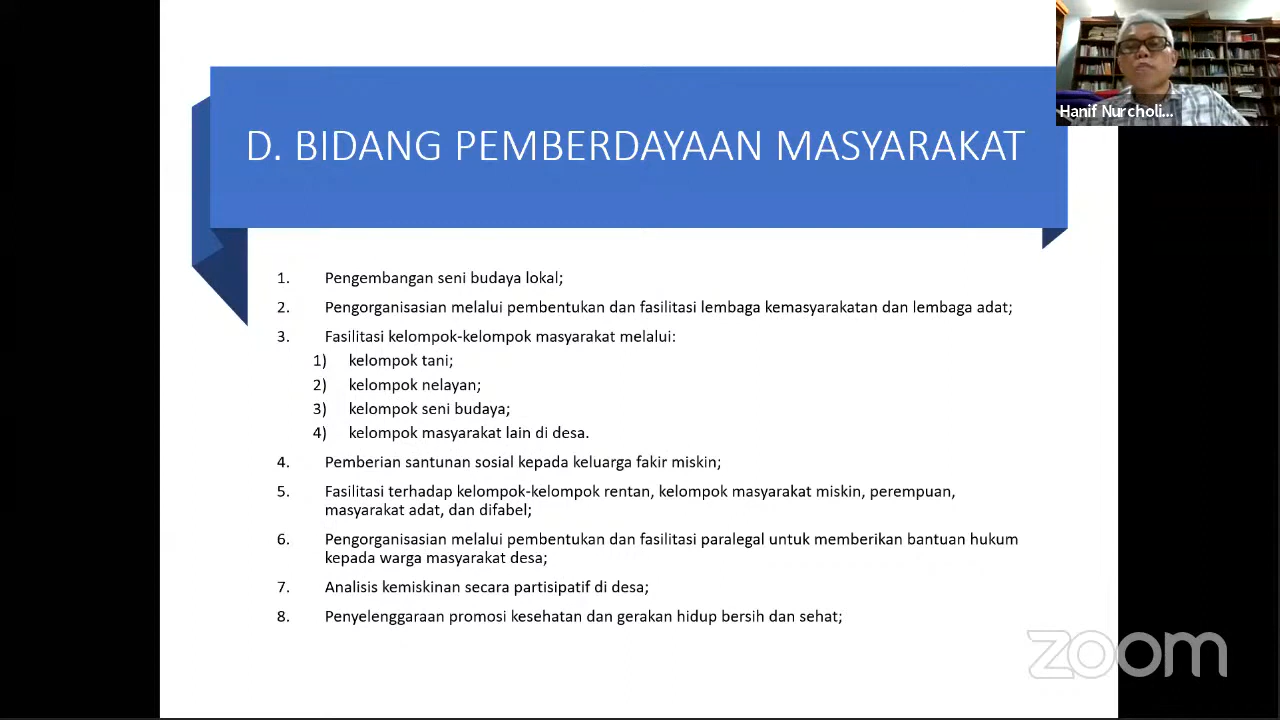 D. BIDANG PEMBERDAYAAN MASYARAKAT
Hanif Nurcholi...
1. Pengembangan seni budaya lokal;
2. Pengorganisasian melalui pembentukan dan fasilitasi lembaga kemasyarakatan dan lembaga adat;
3. Fasilitasi kelompok-kelompok masyarakat melalui:
1) kelompok tani;
2) kelompok nelayan;
3) kelompok seni budaya;
4) kelompok masyarakat lain di desa.
4. Pemberian santunan sosial kepada keluarga fakir miskin;
5. Fasilitasi terhadap kelompok-kelompok rentan, kelompok masyarakat miskin, perempuan,
masyarakat adat, dan difabel;
6. Pengorganisasian melalui pembentukan dan fasilitasi paralegal untuk memberikan bantuan hukum
kepada warga masyarakat desa;
7. Analisis kemiskinan secara partisipatif di desa;
8. Penyelenggaraan promosi kesehatan dan gerakan hidup bersih dan sehat;
zoom